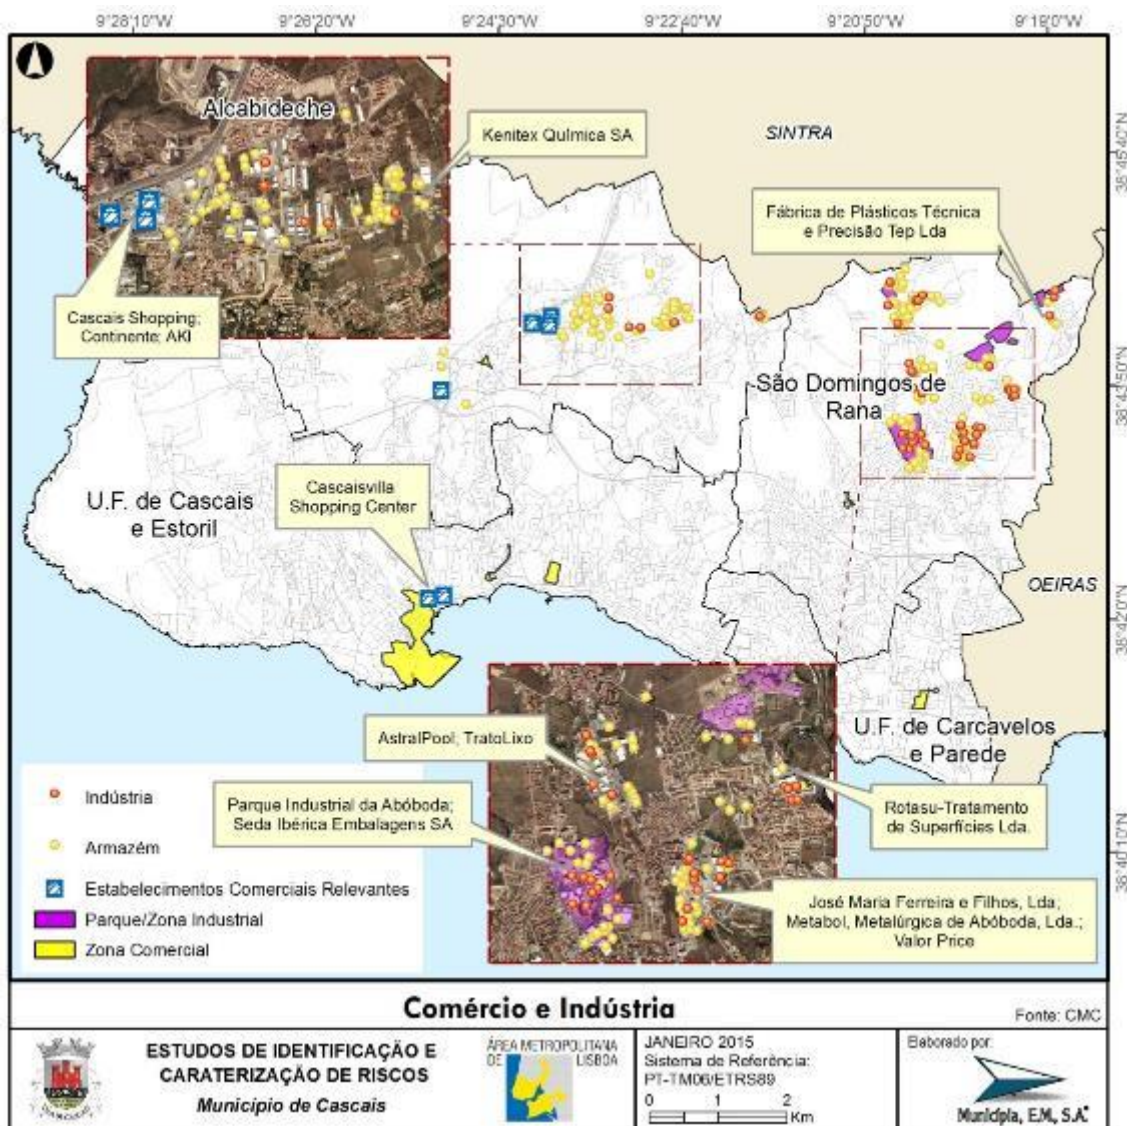 9°28'10"W
9°26'20"W
9°24'30"W
9°22'40"W
9°20'50"W
9°19'0"W
Alcabideche
Kenitex Química SA
SINTRA
38°45'40"N
Fábrica de Plásticos Técnica
e Precisão Tep Lda
Cascais Shopping;
Continente; AKI
São Domingos de
Rana
38°43'50"N
Cascaisvilla
Shopping Center
U.F. de Cascais
e Estoril
OEIRAS
38°42'0"N
AstralPool; TratoLixo
U.F. de Carcavelos
e Parede
Indústria
Parque Industrial da Abóboda;
Seda Ibérica Embalagens SA
Rotasu-Tratamento
de Superfícies Lda.
Armazém
38°40'10"N
Estabelecimentos Comerciais Relevantes
Parque/Zona Industrial
José Maria Ferreira e Filhos, Lda;
Metabol, Metalúrgica de Abóboda, Lda.;
Valor Price
Zona Comercial
Comércio e Indústria
Fonte: CMC
ESTUDOS DE IDENTIFICAÇÃO E
CARATERIZAÇÃO DE RISCOS
Município de Cascais
ÁREA METROPOLITANA
DE LISBOA
JANEIRO 2015
Sistema de Referência:
PT-TM06/ETRS89
0 1 2
Km
Elaborado por:
Municípia, E.M., S.A.